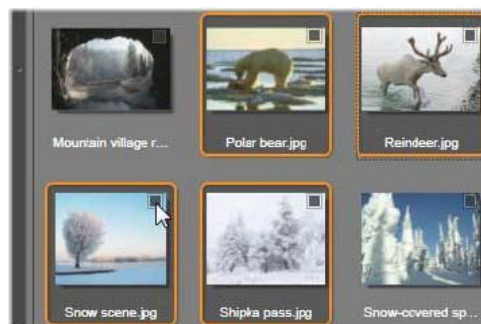 Mountain village r...
Polar bear.jpg
Reindeer.jpg
Snow scene.jpg
Shipka pass.jpg
Snow-covered sp...